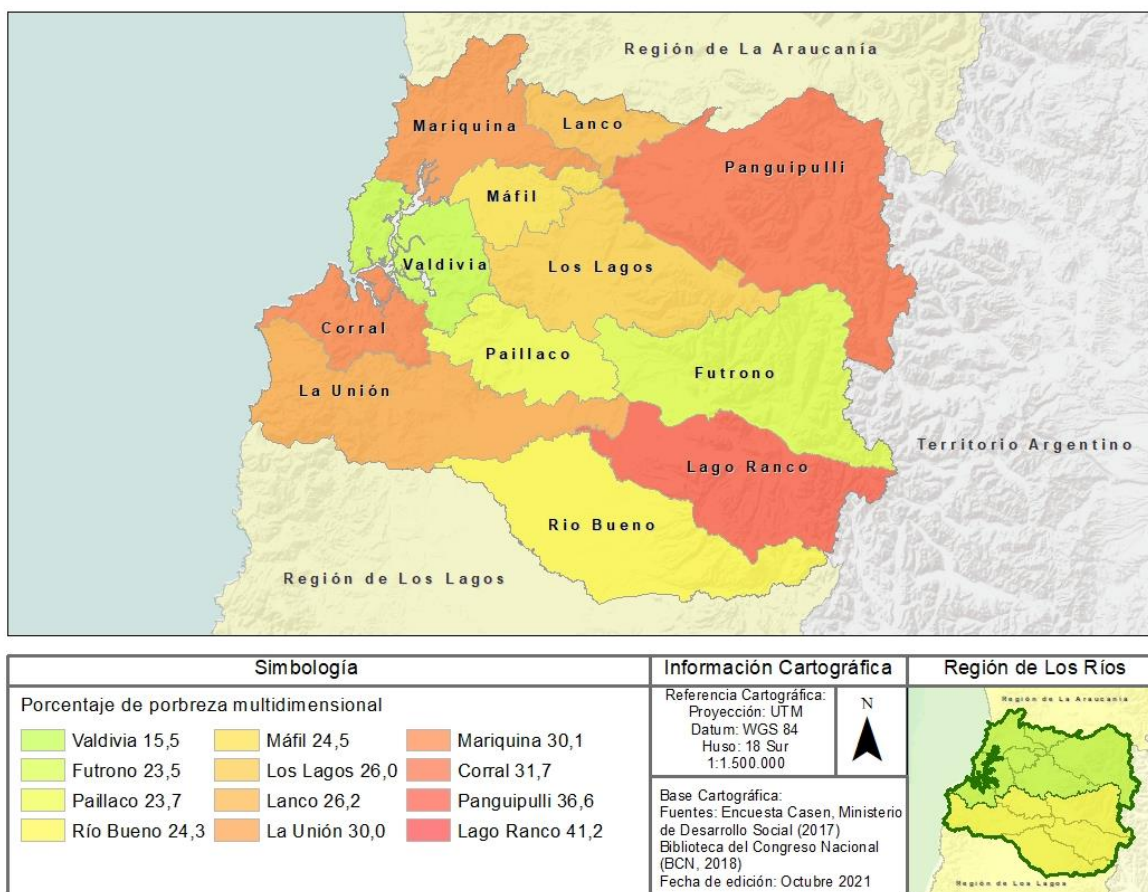 Región de La Araucanía
Mariquina
Lanco
Panguipulli
Máfil
Valdivia
Los Lagos
Corral
Paillaco
Futrono
La Unión
Territorio Argentino
Lago Ranco
Rio Bueno
Región de Los Lagos
Simbología
Porcentaje de porbreza multidimensional
Valdivia 15,5
Futrono 23,5
Paillaco 23,7
Río Bueno 24,3
Máfil 24,5
Los Lagos 26,0
Lanco 26,2
La Unión 30,0
Mariquina 30,1
Corral 31,7
Panguipulli 36,6
Lago Ranco 41,2
Información Cartográfica
Referencia Cartográfica:
Proyección: UTM
Datum: WGS 84
Huso: 18 Sur
1:1.500.000
N
Base Cartográfica:
Fuentes: Encuesta Casen, Ministerio
de Desarrollo Social (2017)
Biblioteca del Congreso Nacional
(BCN, 2018)
Fecha de edición: Octubre 2021
Región de Los Ríos
Región de La Araucanía
Región de Los Lagos